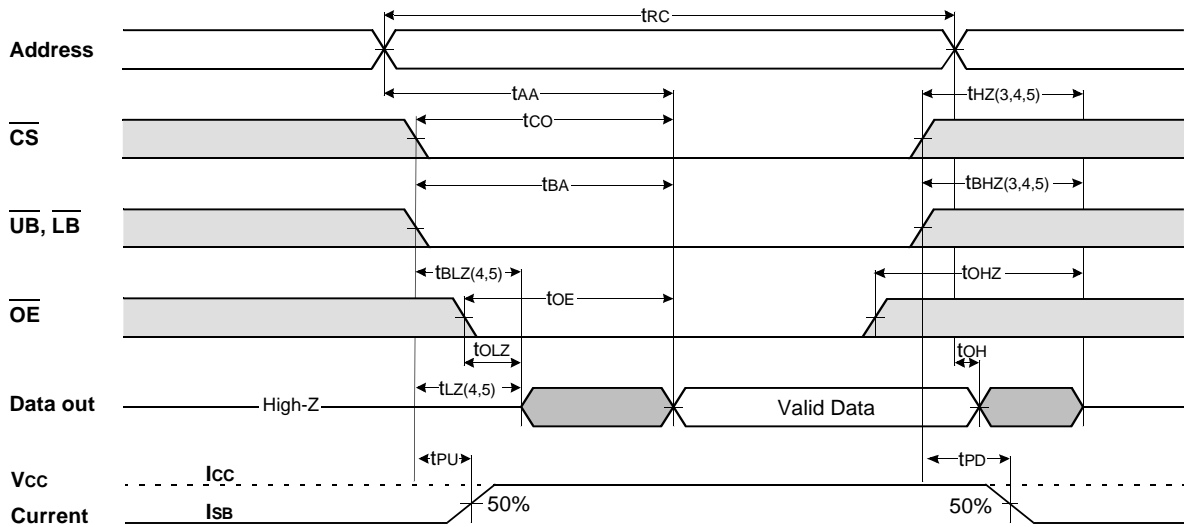 tRC
Address
tAA
tHZ(3,4,5)
CS
tCO
tBA
tBHZ(3,4,5)
UB, LB
tBLZ(4,5)
tOHZ
OE
tOE
tOLZ
tOH
tLZ(4,5)
Data out
High-Z
Valid Data
tPU
tPD
VCC
ICC
50%
50%
Current
ISB